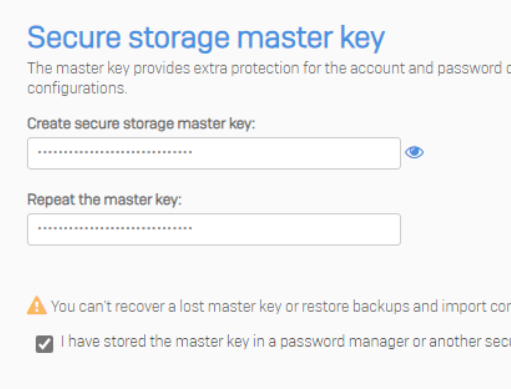 Secure storage master key
The master key provides extra protection for the account and password
configurations.
Create secure storage master key:
Repeat the master key:
You can't recover a lost master key or restore backups and import
I have stored the master key in a password manager or another